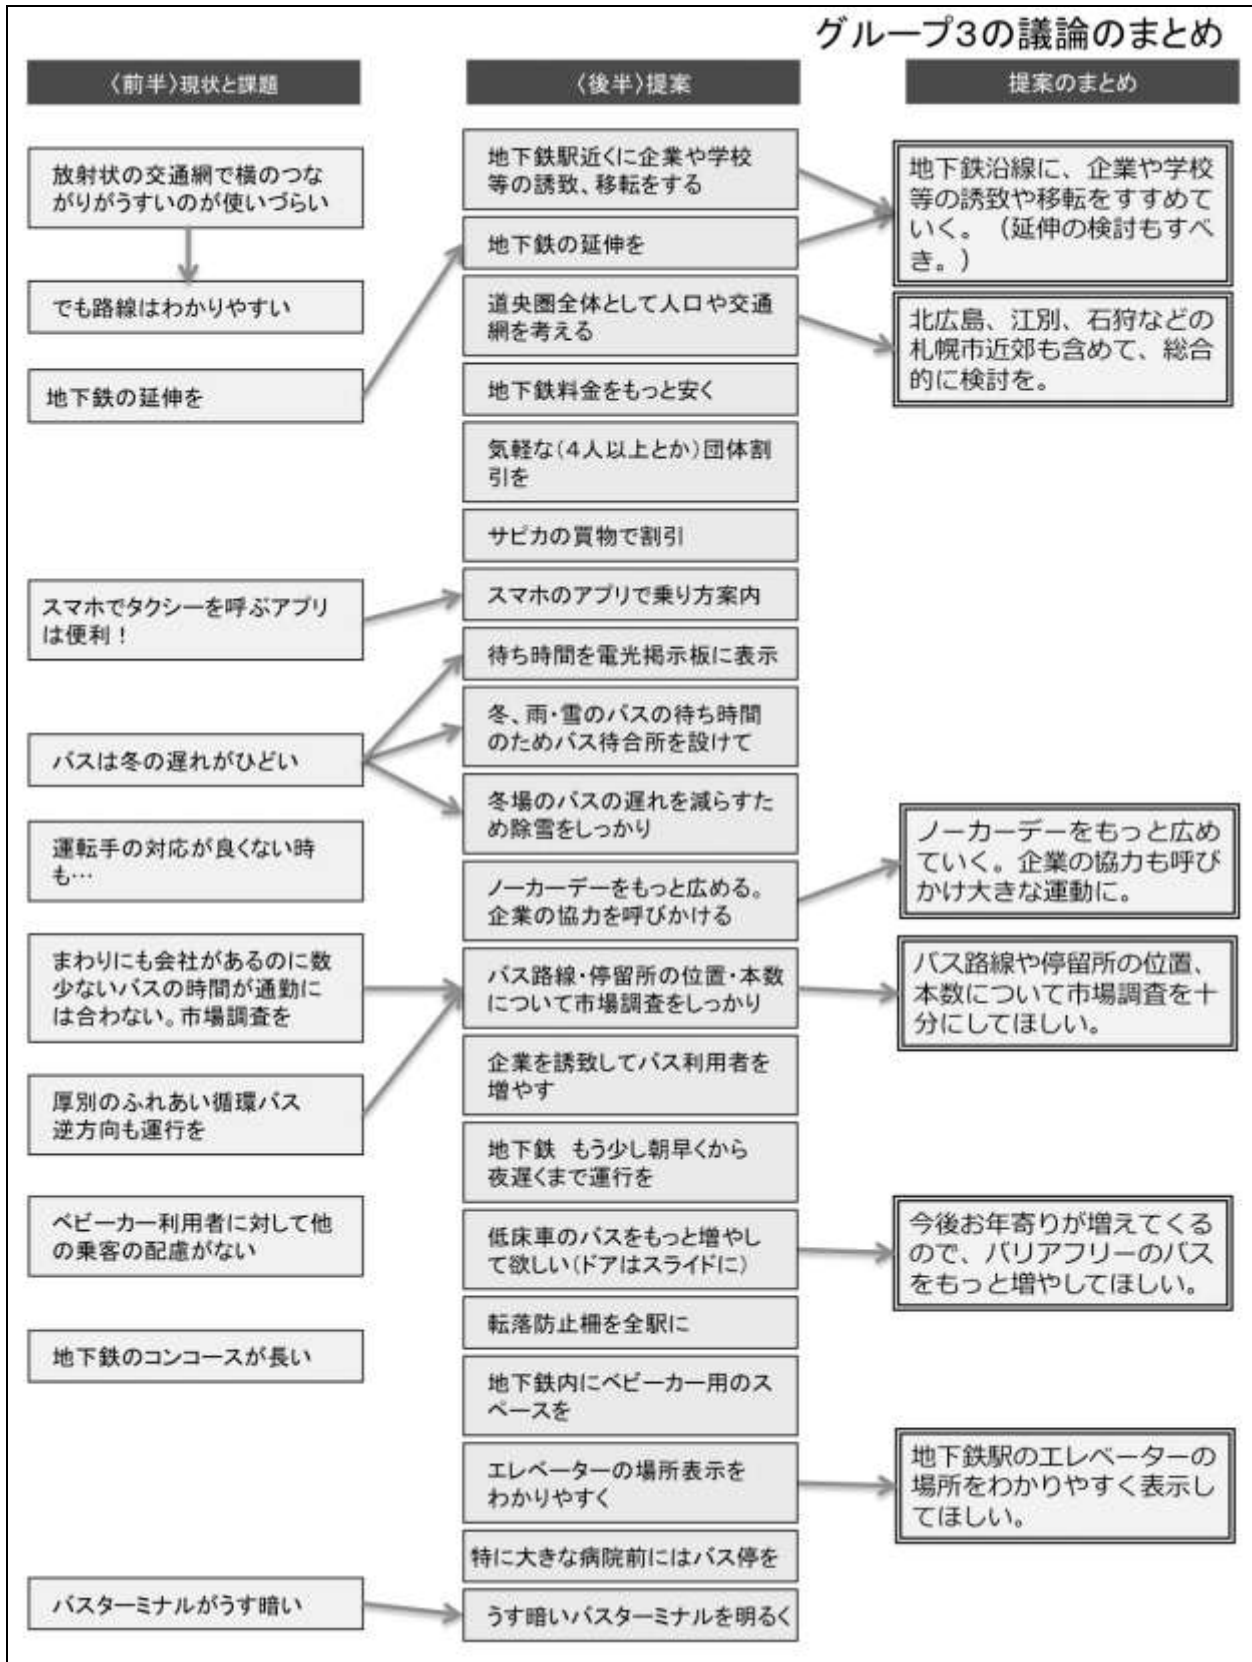 グループ3の議論のまとめ
〈前半〉現状と課題
放射状の交通網で横のつな
がりがうすいのが使いづらい
でも路線はわかりやすい
地下鉄の延伸を
スマホでタクシーを呼ぶアプリ
は便利！
バスは冬の遅れがひどい
運転手の対応が良くない時
も…
まわりにも会社があるのに数
少ないバスの時間が通勤に
は合わない。市場調査を
厚別のふれあい循環バス
逆方向も運行を
ベビーカー利用者に対して他
の乗客の配慮がない
地下鉄のコンコースが長い
バスターミナルがうす暗い
〈後半〉提案
地下鉄駅近くに企業や学校
等の誘致、移転をする
地下鉄の延伸を
道央圏全体として人口や交通
網を考える
地下鉄料金をもっと安く
気軽な（4人以上とか）団体割
引を
サピカの買物で割引
スマホのアプリで乗り方案内
待ち時間を電光掲示板に表示
冬、雨・雪のバスの待ち時間
のためバス待合所を設けて
冬場のバスの遅れを減らすた
め除雪をしっかり
ノーカーデーをもっと広める。
企業の協力を呼びかける
バス路線・停留所の位置・本数
について市場調査をしっかり
企業を誘致してバス利用者を
増やす
地下鉄　もう少し朝早くから
夜遅くまで運行を
低床車のバスをもっと増やし
て欲しい（ドアはスライドに）
転落防止柵を全駅に
地下鉄内にベビーカー用のス
ペースを
エレベーターの場所表示を
わかりやすく
特に大きな病院前にはバス停を
うす暗いバスターミナルを明るく
提案のまとめ
地下鉄沿線に、企業や学校
等の誘致や移転をすすめて
いく。（延伸の検討もすべ
き。）
北広島、江別、石狩などの
札幌市近郊も含めて、総合
的に検討を。
ノーカーデーをもっと広め
ていく。企業の協力も呼び
かけ大きな運動に。
バス路線や停留所の位置、
本数について市場調査を十
分にしてほしい。
今後お年寄りが増えてくる
ので、バリアフリーのバス
をもっと増やしてほしい。
地下鉄駅のエレベーターの
場所をわかりやすく表示し
てほしい。